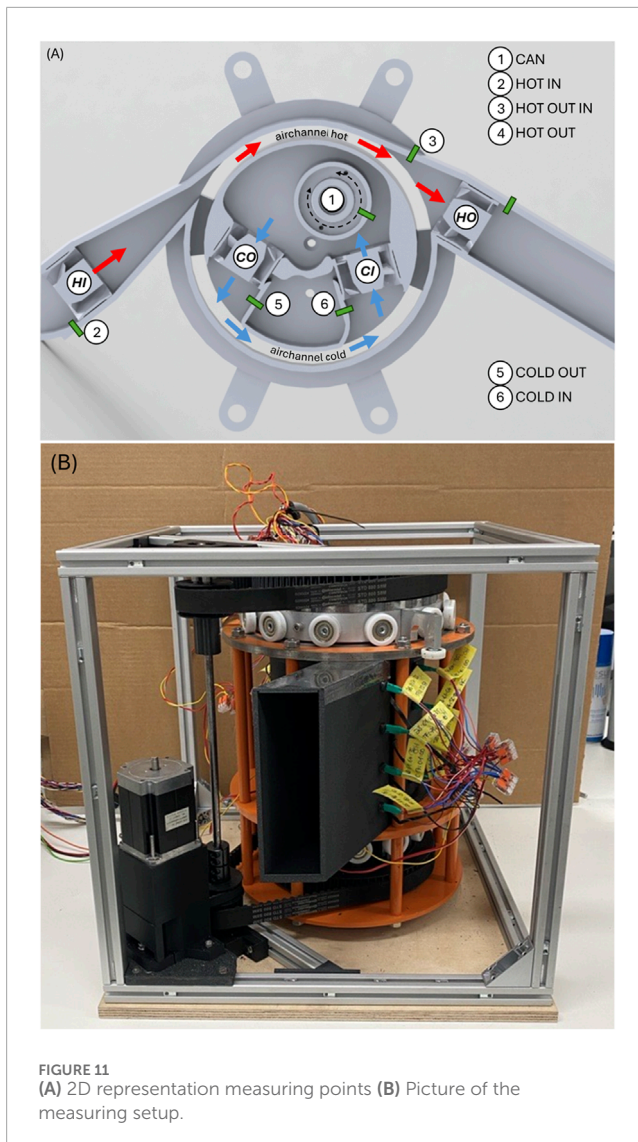 (A)
1 CAN
2 HOT IN
3 HOT OUT IN
4 HOT OUT
airchannel hot
3
1
HO
CO
CI
HI
5
6
2
airchannel cold
5 COLD OUT
6 COLD IN
(B)
FIGURE 11
(A) 2D representation measuring points (B) Picture of the
measuring setup.